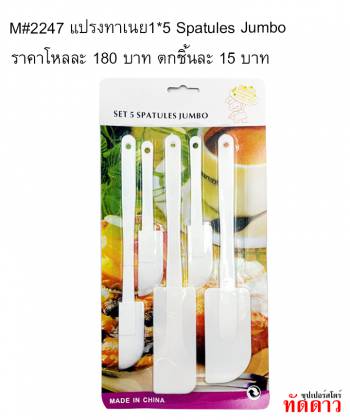 M#2247 แปรงทาเนย1*5 Spatules Jumbo
ราคาโหลละ 180 บาท ตกชิ้นละ 15 บาท
SET 5 SPATULES JUMBO
MADE IN CHINA
ซุปเปอร์สโตร์
ทัดดาว